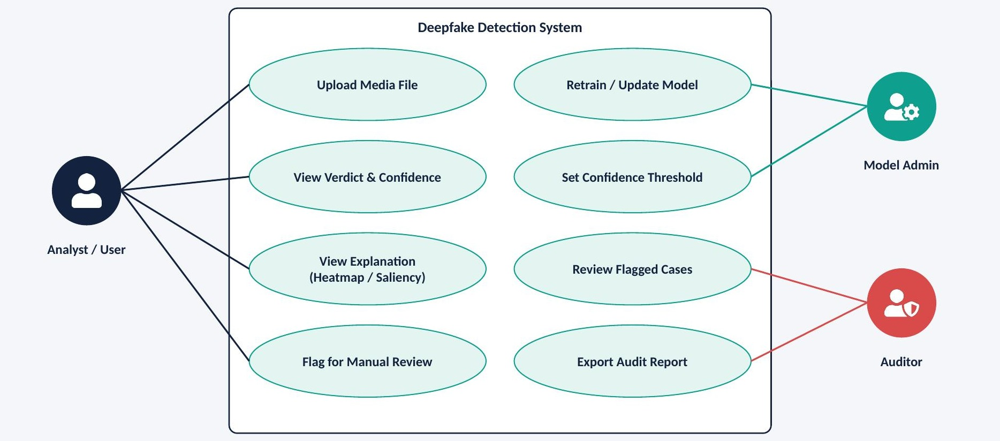 Deepfake Detection System
Upload Media File
Retrain / Update Model
View Verdict & Confidence
Set Confidence Threshold
View Explanation
(Heatmap / Saliency)
Review Flagged Cases
Flag for Manual Review
Export Audit Report
Analyst / User
Model Admin
Auditor